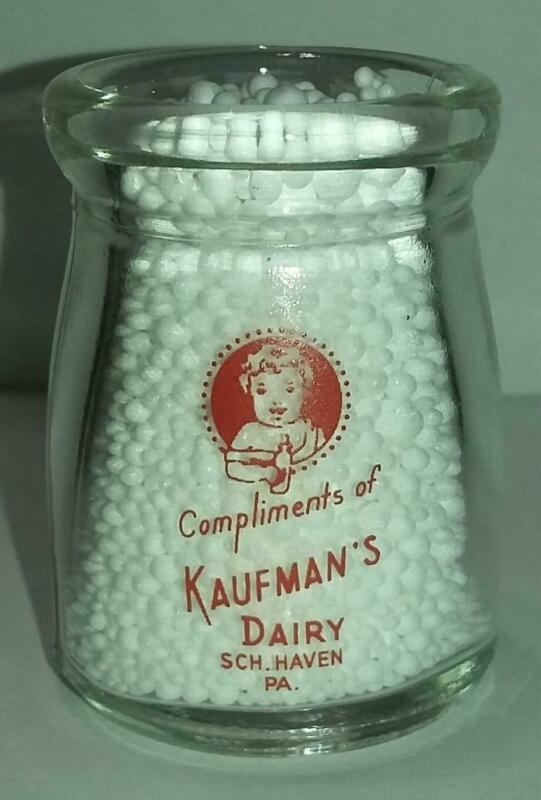 Compliments of
KAUFMAN'S
DAIRY
SCH. HAVEN
PA.